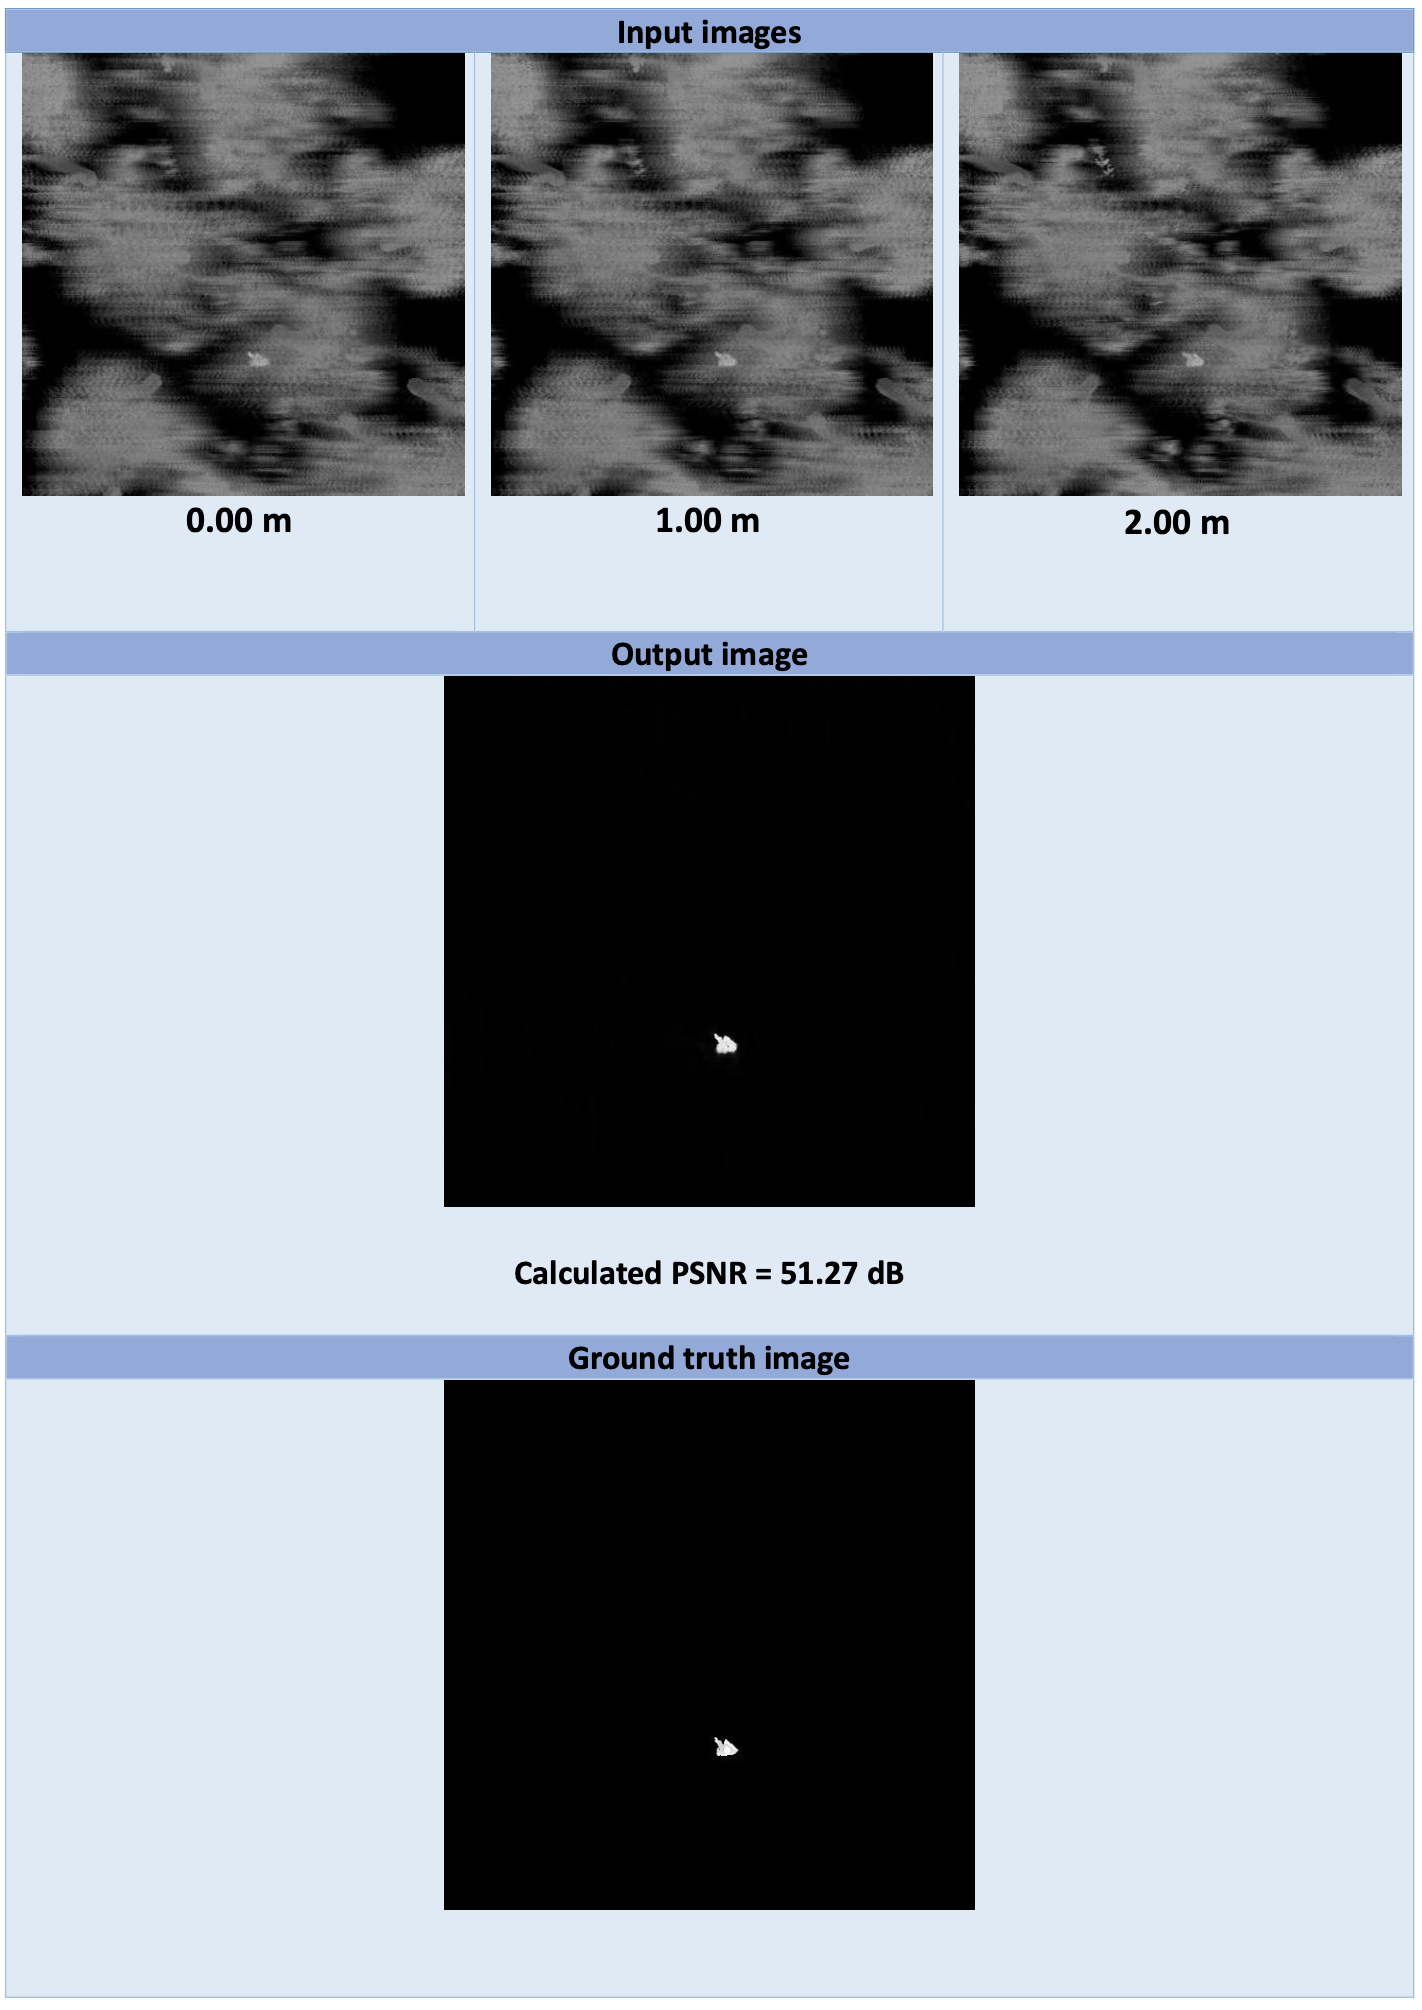 Input images
0.00 m
1.00 m
2.00 m
Output image
Calculated PSNR = 51.27 dB
Ground truth image